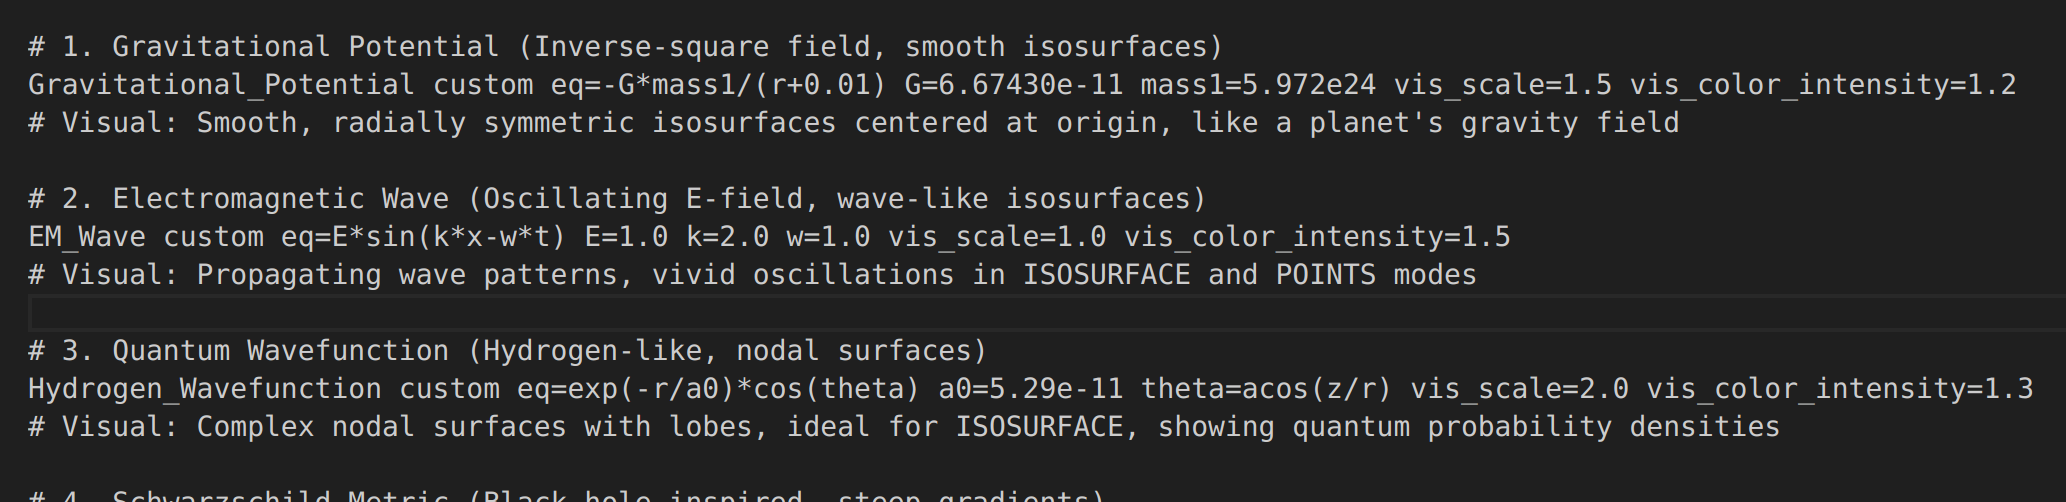 # 1. Gravitational Potential (Inverse-square field, smooth isosurfaces)
Gravitational_Potential custom eq=-G*mass1/(r+0.01) G=6.67430e-11 mass1=5.972e24 vis_scale=1.5 vis_color_intensity=1.2
# Visual: Smooth, radially symmetric isosurfaces centered at origin, like a planet's gravity field
# 2. Electromagnetic Wave (Oscillating E-field, wave-like isosurfaces)
EM_Wave custom eq=E*sin(k*x-w*t) E=1.0 k=2.0 w=1.0 vis_scale=1.0 vis_color_intensity=1.5
# Visual: Propagating wave patterns, vivid oscillations in ISOSURFACE and POINTS modes
# 3. Quantum Wavefunction (Hydrogen-like, nodal surfaces)
Hydrogen_Wavefunction custom eq=exp(-r/a0)*cos(theta) a0=5.29e-11 theta=acos(z/r) vis_scale=2.0 vis_color_intensity=1.3
# Visual: Complex nodal surfaces with lobes, ideal for ISOSURFACE, showing quantum probability densities
# 4. Schwarzschild Metric (Black hole inspired, steep gradients)